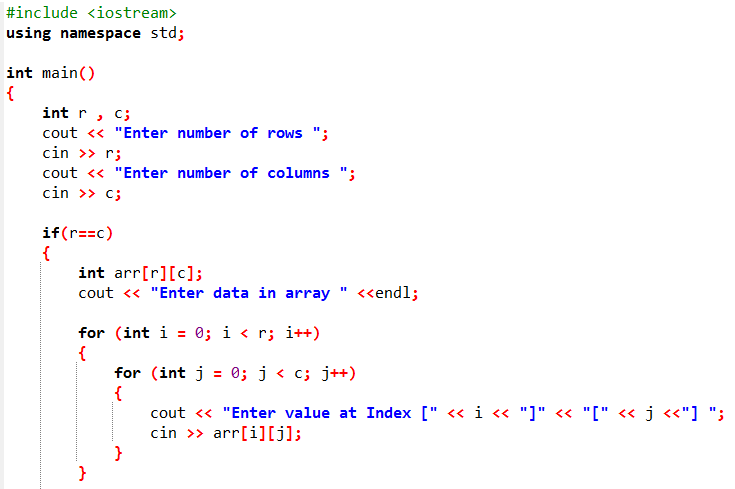 #include <iostream>
using namespace std;
int main()
{
int r , c;
cout << "Enter number of rows ";
cin >> r;
cout << "Enter number of columns ";
cin >> c;
if(r==c)
{
int arr[r][c];
cout << "Enter data in array " <<endl;
for (int i = 0; i < r; i++)
{
for (int j = 0; j < c; j++)
{
cout << "Enter value at Index [" << i << "]" << "[" << j <<"] ";
cin >> arr[i][j];
}
}